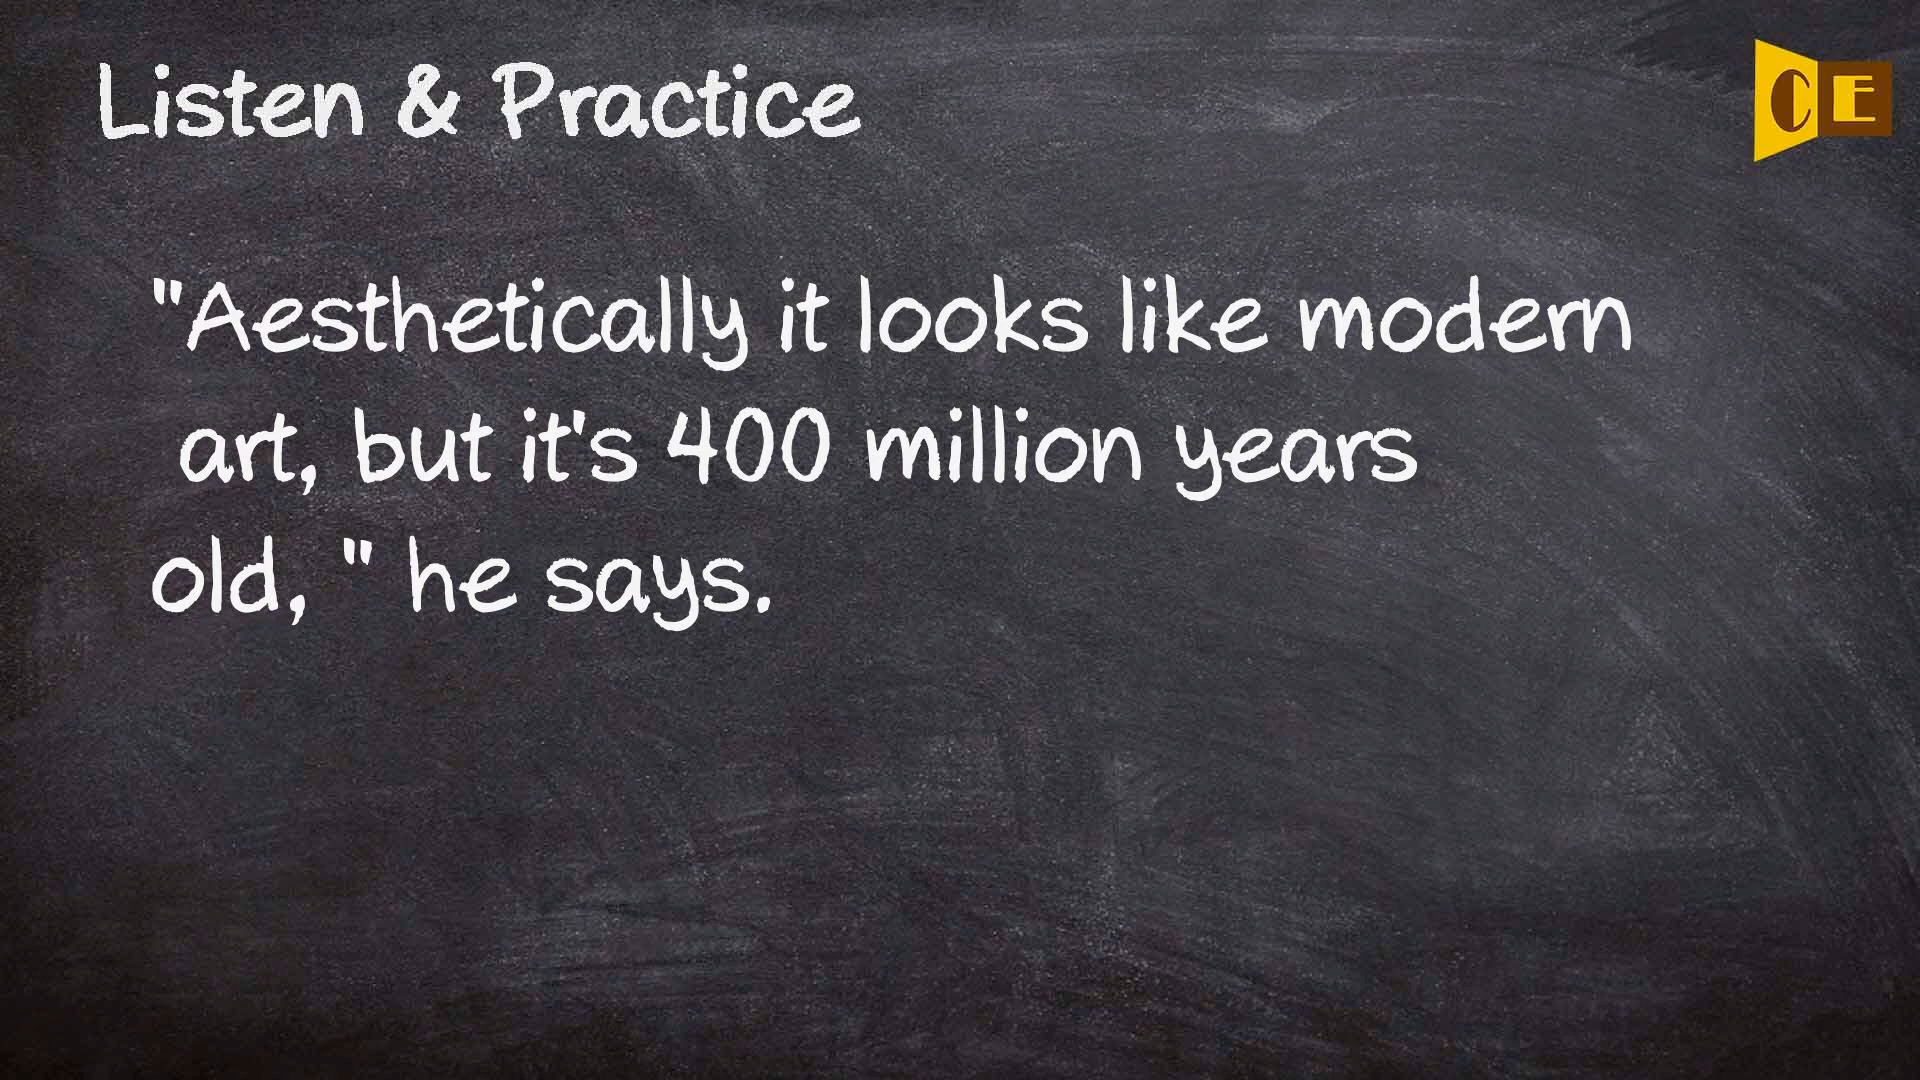 Listen & Practice
CE
"Aesthetically it looks like modern
art, but it's 400 million years
old, " he says.